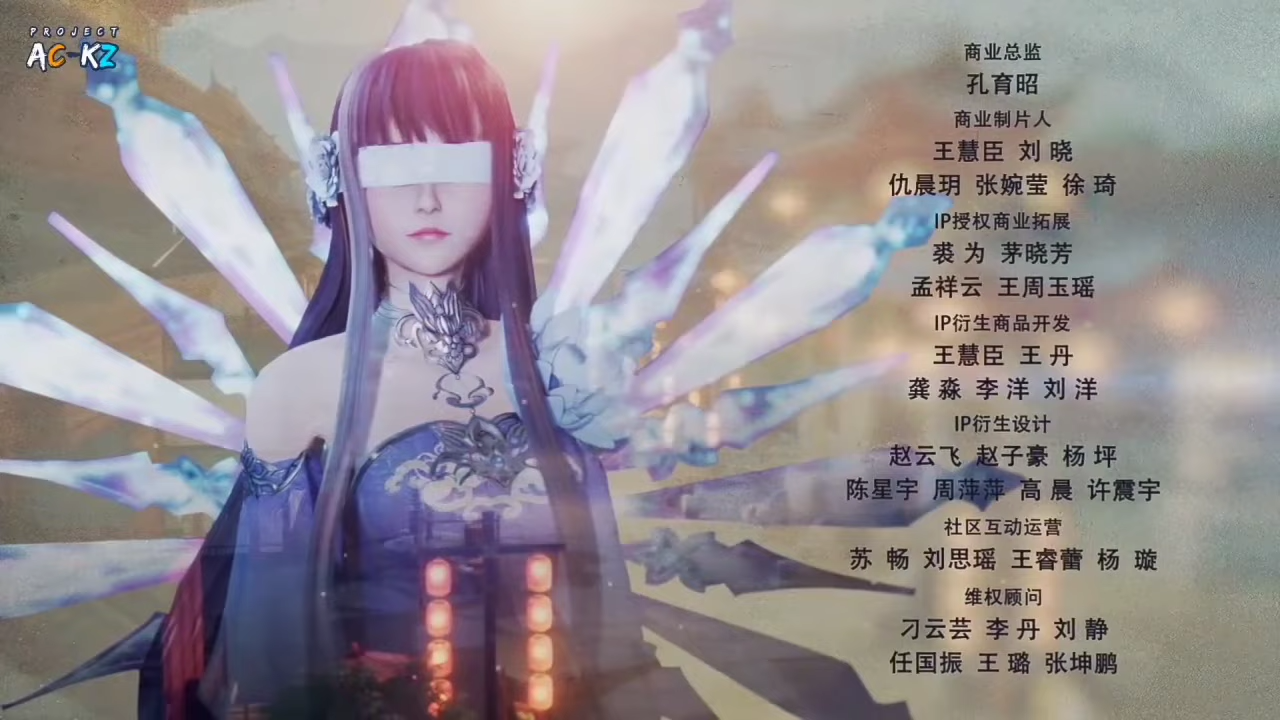 PROJECT
AC-KZ
商业总监
孔育昭
商业制片人
王慧臣 刘 晓
仇晨玥 张婉莹 徐 琦
IP授权商业拓展
裘 为 茅晓芳
孟祥云 王周玉瑶
IP衍生商品开发
王慧臣 王 丹
龚 淼 李 洋 刘 洋
IP衍生设计
赵云飞 赵子豪 杨 坪
陈星宇 周萍萍 高 晨 许震宇
社区互动运营
苏 畅 刘思瑶 王睿蕾 杨 璇
维权顾问
刁云芸 李 丹 刘 静
任国振 王 璐 张坤鹏